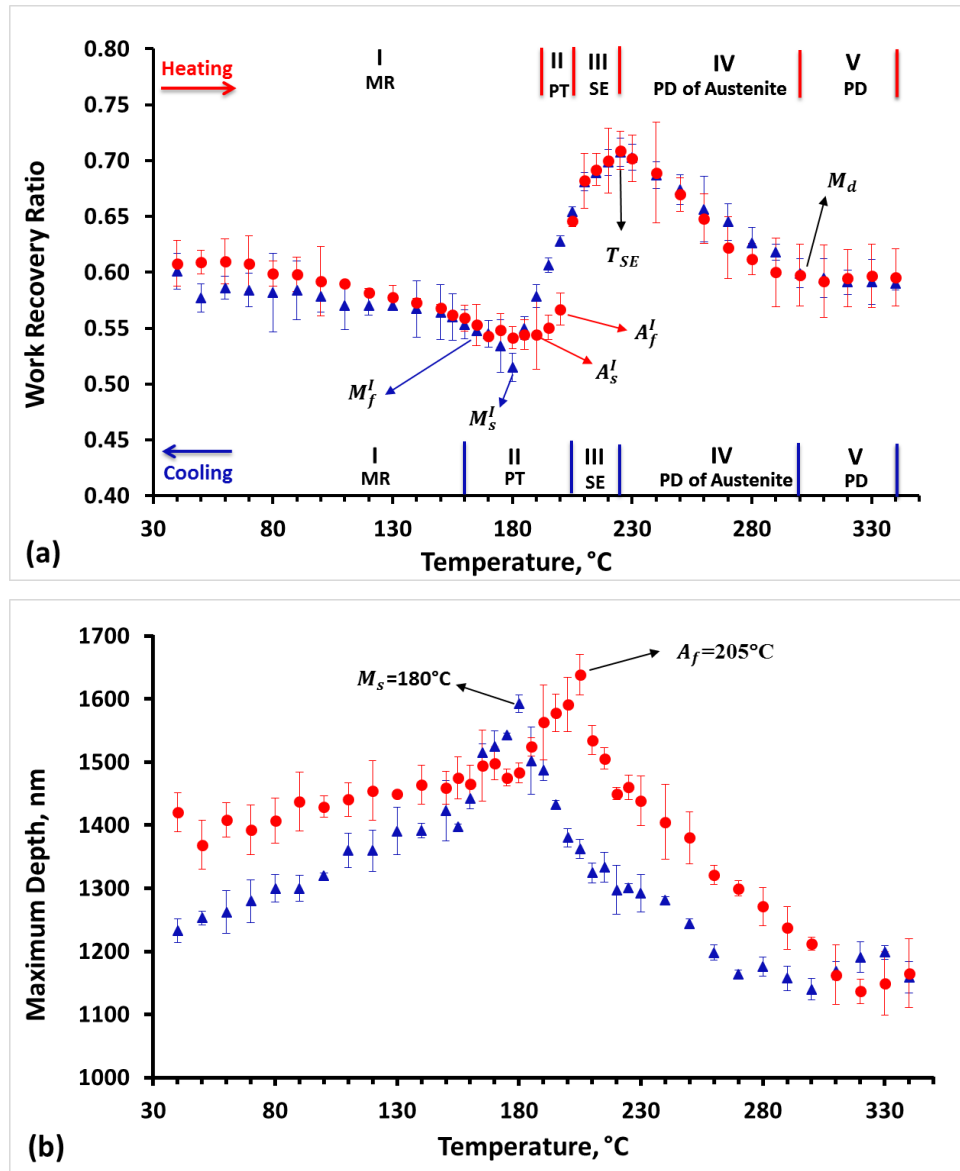 0.80
0.75
0.70
0.65
0.60
0.55
0.50
0.45
0.40
Work Recovery Ratio
Heating
I
MR
II
PT
III
SE
IV
PD of Austenite
V
PD
M_d
T_SE
A_f^I
A_s^I
M_f^I
M_s^I
Cooling
I
MR
II
PT
III
SE
IV
PD of Austenite
V
PD
30 80 130 180 230 280 330
Temperature, °C
(a)
1700
1600
1500
1400
1300
1200
1100
1000
Maximum Depth, nm
M_s=180°C
A_f=205°C
30 80 130 180 230 280 330
Temperature, °C
(b)